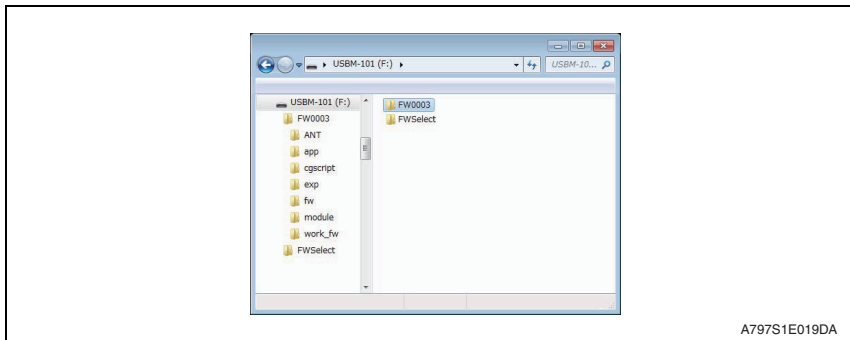 USBM-101 (F:)
USBM-10...
USBM-101 (F:)
FW0003
ANT
app
cgscript
exp
fw
module
work_fw
FWSelect
FW0003
FWSelect
A797S1E019DA